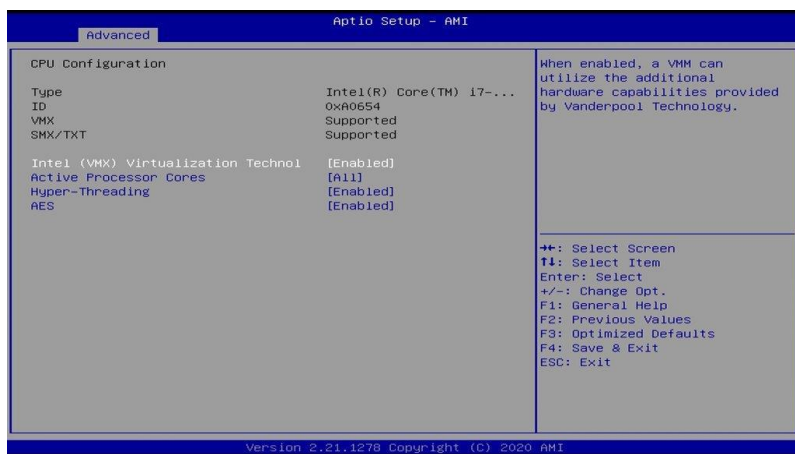 Aptio Setup - AMI
Advanced
CPU Configuration
Type Intel(R) Core(TM) i7-...
ID 0xA0654
VMX Supported
SMX/TXT Supported
Intel (VMX) Virtualization Technol [Enabled]
Active Processor Cores [All]
Hyper-Threading [Enabled]
AES [Enabled]
When enabled, a VMM can
utilize the additional
hardware capabilities provided
by Vanderpool Technology.
→←: Select Screen
↑↓: Select Item
Enter: Select
+/-: Change Opt.
F1: General Help
F2: Previous Values
F3: Optimized Defaults
F4: Save & Exit
ESC: Exit
Version 2.21.1278 Copyright (C) 2020 AMI